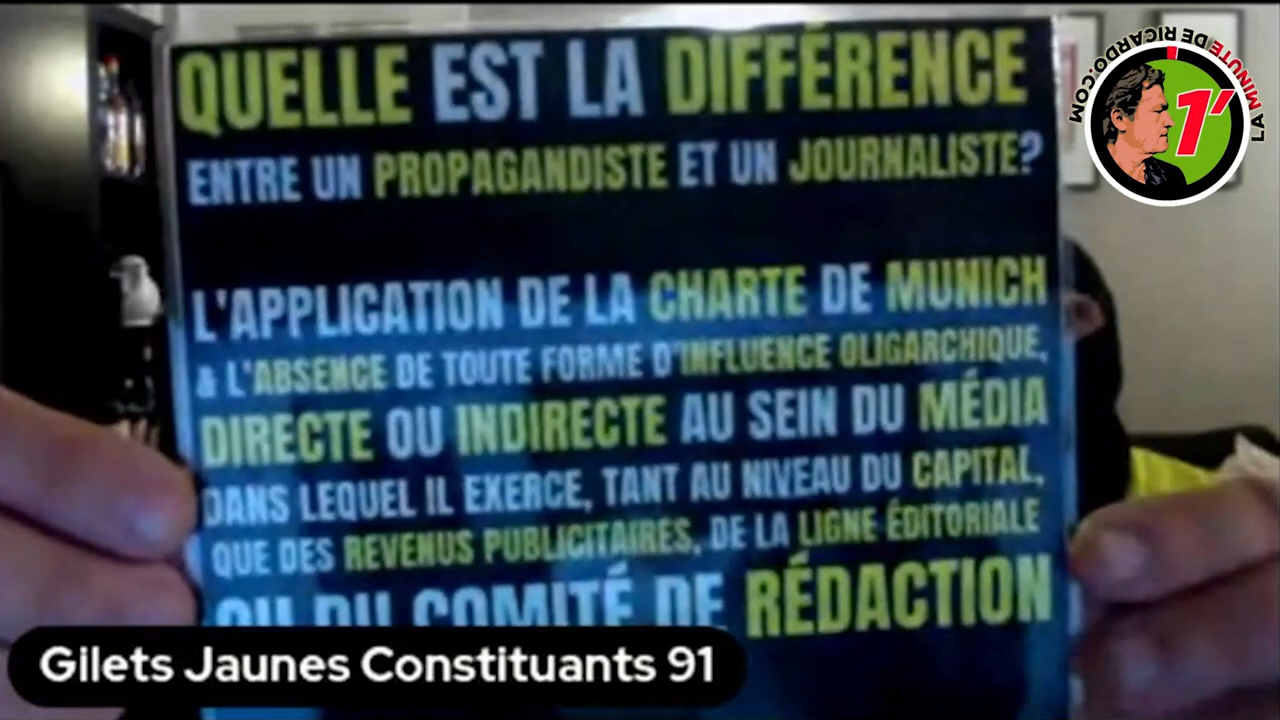 QUELLE EST LA DIFFÉRENCE
ENTRE UN PROPAGANDISTE ET UN JOURNALISTE?
L'APPLICATION DE LA CHARTE DE MUNICH
& L'ABSENCE DE TOUTE FORME D'INFLUENCE OLIGARCHIQUE,
DIRECTE OU INDIRECTE AU SEIN DU MÉDIA
DANS LEQUEL IL EXERCE, TANT AU NIVEAU DU CAPITAL,
QUE DES REVENUS PUBLICITAIRES, DE LA LIGNE ÉDITORIALE
OU DU COMITÉ DE RÉDACTION
Gilets Jaunes Constituants 91
LA MINUTE DE RICARDO.COM
1'